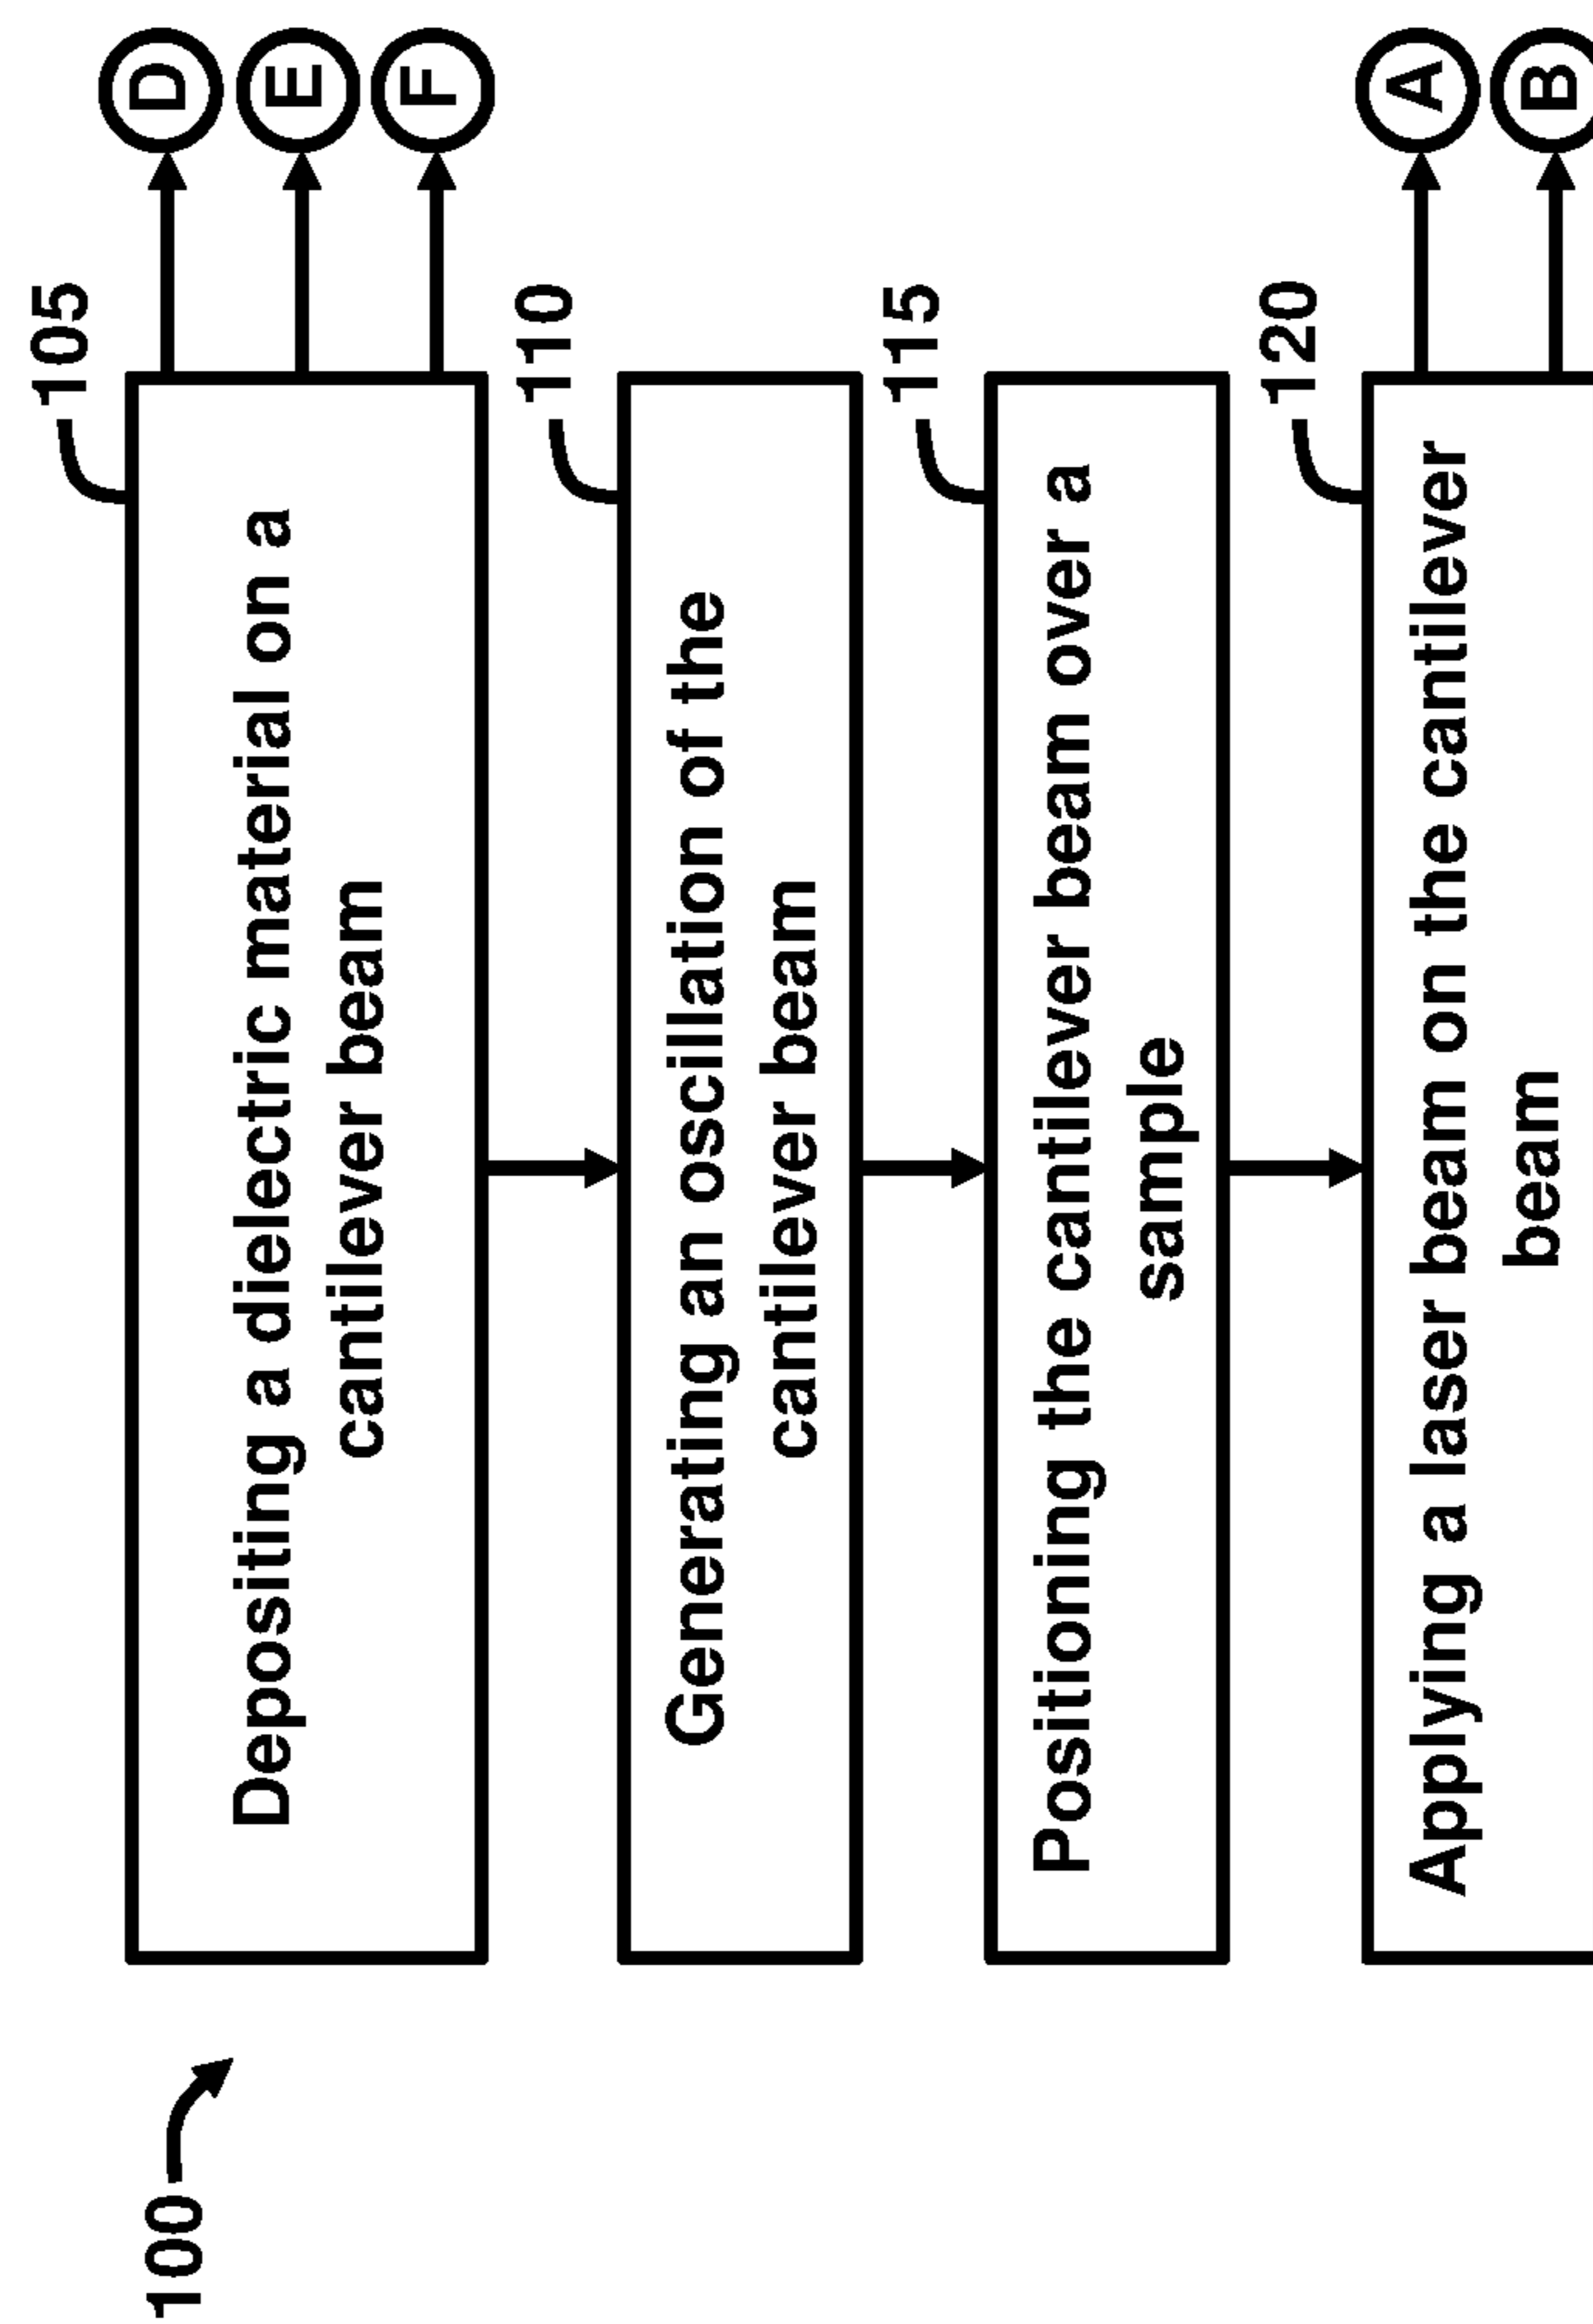 100
105
Depositing a dielectric material on a
cantilever beam
D
E
F
110
Generating an oscillation of the
cantilever beam
115
Positioning the cantilever beam over a
sample
120
Applying a laser beam on the cantilever
beam
A
B